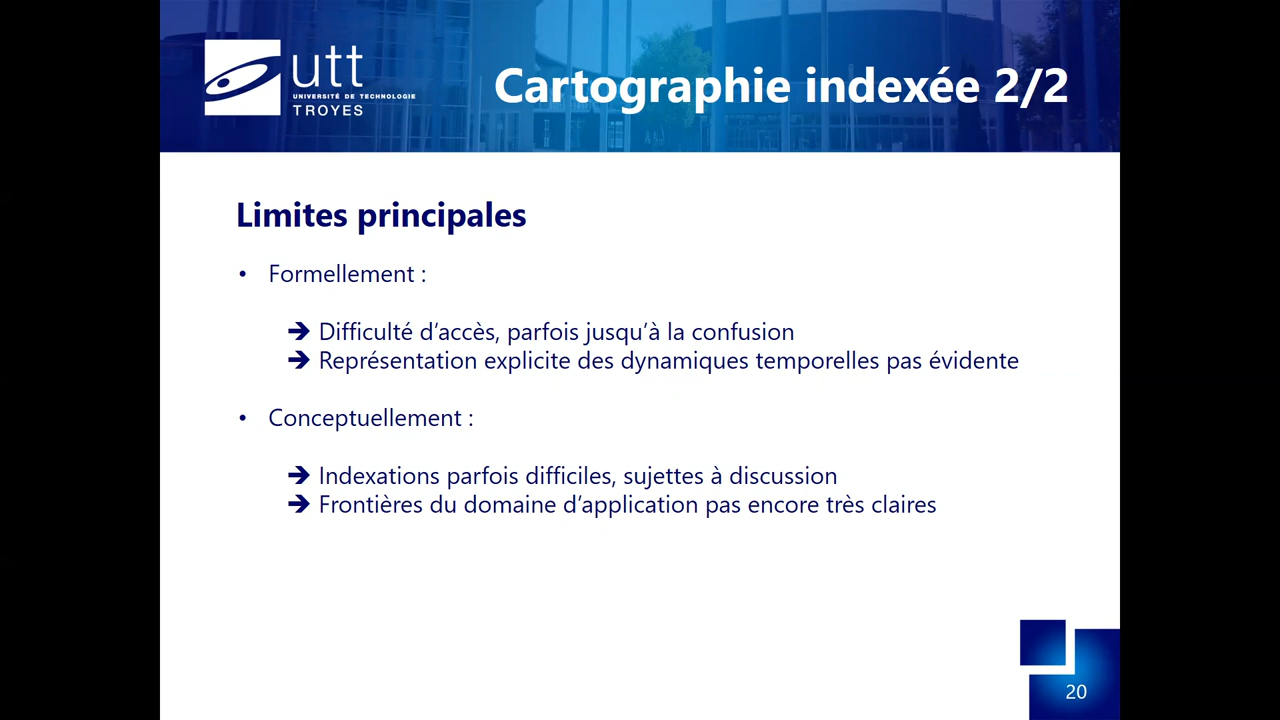 utt
UNIVERSITÉ DE TECHNOLOGIE
TROYES
Cartographie indexée 2/2
Limites principales
• Formellement :
➔ Difficulté d’accès, parfois jusqu’à la confusion
➔ Représentation explicite des dynamiques temporelles pas évidente
• Conceptuellement :
➔ Indexations parfois difficiles, sujettes à discussion
➔ Frontières du domaine d’application pas encore très claires
20